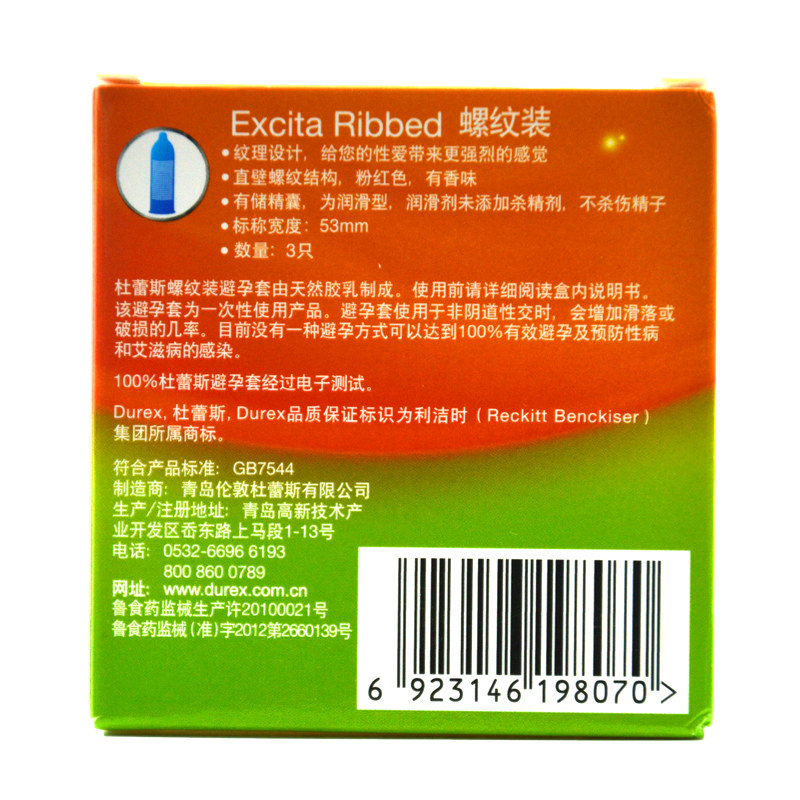 Excita Ribbed 螺纹装
•纹理设计，给您的性爱带来更强烈的感觉
•直壁螺纹结构，粉红色，有香味
•有储精囊，为润滑型，润滑剂未添加杀精剂，不杀伤精子
•标称宽度：53mm
•数量：3只
杜蕾斯螺纹装避孕套由天然胶乳制成。使用前请详细阅读盒内说明书。
该避孕套为一次性使用产品。避孕套使用于非阴道性交时，会增加滑落或
破损的几率。目前没有一种避孕方式可以达到100%有效避孕及预防性病
和艾滋病的感染。
100%杜蕾斯避孕套经过电子测试。
Durex，杜蕾斯，Durex品质保证标识为利洁时（Reckitt Benckiser）
集团所属商标。
符合产品标准：GB7544
制造商：青岛伦敦杜蕾斯有限公司
生产/注册地址：青岛高新技术产
业开发区岙东路上马段1-13号
电话：0532-6696 6193
800 860 0789
网址：www.durex.com.cn
鲁食药监械生产许20100021号
鲁食药监械（准）字2012第2660139号
6 923146 198070 >